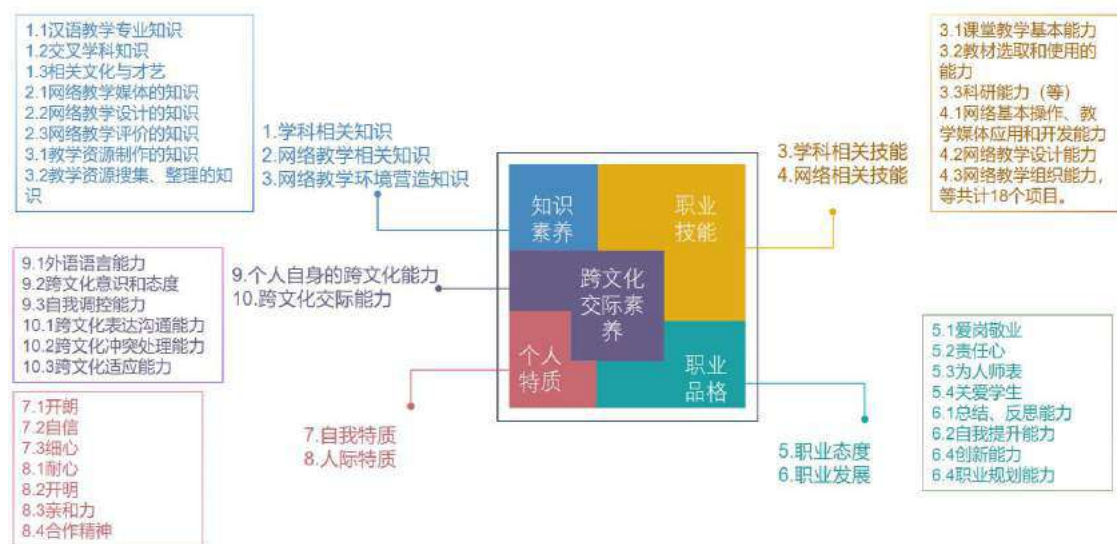 1.1汉语教学专业知识
1.2交叉学科知识
1.3相关文化与才艺
2.1网络教学媒体的知识
2.2网络教学设计的知识
2.3网络教学评价的知识
3.1教学资源制作的知识
3.2教学资源搜集、整理的知
识
1.学科相关知识
2.网络教学相关知识
3.网络教学环境营造知识
知识
素养
职业
技能
跨文化
交际素
养
个人
特质
职业
品格
3.学科相关技能
4.网络相关技能
3.1课堂教学基本能力
3.2教材选取和使用的
能力
3.3科研能力（等）
4.1网络基本操作、教
学媒体应用和开发能力
4.2网络教学设计能力
4.3网络教学组织能力，
等共计18个项目。
9.1外语语言能力
9.2跨文化意识和态度
9.3自我调控能力
10.1跨文化表达沟通能力
10.2跨文化冲突处理能力
10.3跨文化适应能力
9.个人自身的跨文化能力
10.跨文化交际能力
7.1开朗
7.2自信
7.3细心
8.1耐心
8.2开明
8.3亲和力
8.4合作精神
7.自我特质
8.人际特质
5.职业态度
6.职业发展
5.1爱岗敬业
5.2责任心
5.3为人师表
5.4关爱学生
6.1总结、反思能力
6.2自我提升能力
6.4创新能力
6.4职业规划能力